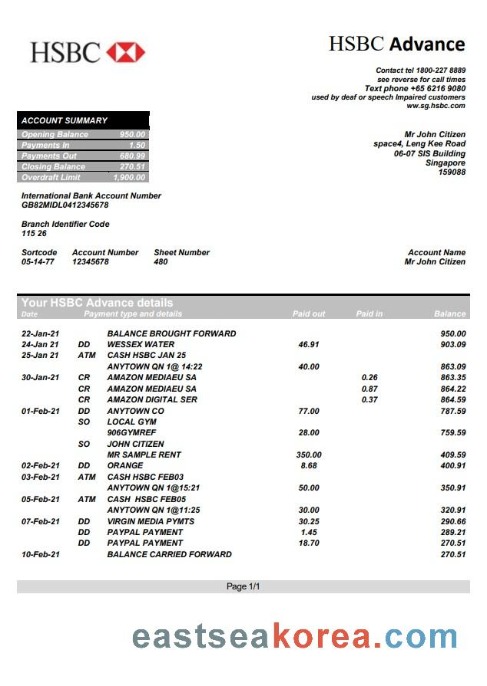 HSBC
HSBC Advance
Contact tel 1800-227 8889
see reverse for call times
Text phone +65 6216 9080
used by deaf or speech Impaired customers
ww.sg.hsbc.com
ACCOUNT SUMMARY
Opening Balance 950.00
Payments In 1.50
Payments Out 680.99
Closing Balance 270.51
Overdraft Limit 1,900.00
Mr John Citizen
space4, Leng Kee Road
06-07 SIS Building
Singapore
159088
International Bank Account Number
GB82MIDL0412345678
Branch Identifier Code
115 26
Sortcode Account Number Sheet Number Account Name
05-14-77 12345678 480 Mr John Citizen
Your HSBC Advance details
Date Payment type and details Paid out Paid in Balance
22-Jan-21 BALANCE BROUGHT FORWARD 950.00
24-Jan 21 DD WESSEX WATER 46.91 903.09
25-Jan 21 ATM CASH HSBC JAN 25
ANYTOWN QN 1@ 14:22 40.00 863.09
30-Jan-21 CR AMAZON MEDIAEU SA 0.26 863.35
CR AMAZON MEDIAEU SA 0.87 864.22
CR AMAZON DIGITAL SER 0.37 864.59
01-Feb-21 DD ANYTOWN CO 77.00 787.59
SO LOCAL GYM
906GYMREF 28.00 759.59
SO JOHN CITIZEN
MR SAMPLE RENT 350.00 409.59
02-Feb-21 DD ORANGE 8.68 400.91
03-Feb-21 ATM CASH HSBC FEB03
ANYTOWN QN 1@15:21 50.00 350.91
05-Feb-21 ATM CASH HSBC FEB05
ANYTOWN QN 1@11:25 30.00 320.91
07-Feb-21 DD VIRGIN MEDIA PYMTS 30.25 290.66
DD PAYPAL PAYMENT 1.45 289.21
DD PAYPAL PAYMENT 18.70 270.51
10-Feb-21 BALANCE CARRIED FORWARD 270.51
Page 1/1
eastseakorea.com